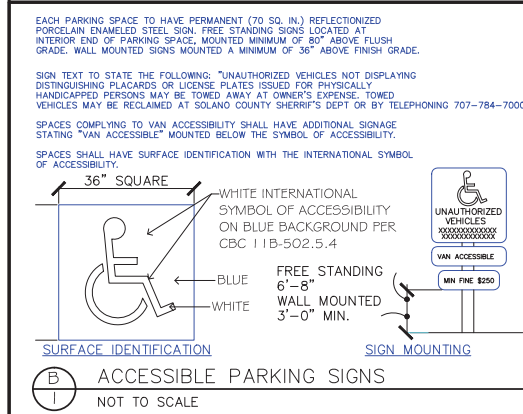 EACH PARKING SPACE TO HAVE PERMANENT (70 SQ. IN.) REFLECTIONIZED
PORCELAIN ENAMELED STEEL SIGN. FREE STANDING SIGNS LOCATED AT
INTERIOR END OF PARKING SPACE, MOUNTED MINIMUM OF 80" ABOVE FLUSH
GRADE. WALL MOUNTED SIGNS MOUNTED A MINIMUM OF 36" ABOVE FINISH GRADE.
SIGN TEXT TO STATE THE FOLLOWING: "UNAUTHORIZED VEHICLES NOT DISPLAYING
DISTINGUISHING PLACARDS OR LICENSE PLATES ISSUED FOR PHYSICALLY
HANDICAPPED PERSONS MAY BE TOWED AWAY AT OWNER'S EXPENSE. TOWED
VEHICLES MAY BE RECLAIMED AT SOLANO COUNTY SHERRIF'S DEPT OR BY TELEPHONING 707-784-7000
SPACES COMPLYING TO VAN ACCESSIBILITY SHALL HAVE ADDITIONAL SIGNAGE
STATING "VAN ACCESSIBLE" MOUNTED BELOW THE SYMBOL OF ACCESSIBILITY.
SPACES SHALL HAVE SURFACE IDENTIFICATION WITH THE INTERNATIONAL SYMBOL
OF ACCESSIBILITY.
36" SQUARE
WHITE INTERNATIONAL
SYMBOL OF ACCESSIBILITY
ON BLUE BACKGROUND PER
CBC 11B-502.5.4
BLUE
WHITE
SURFACE IDENTIFICATION
UNAUTHORIZED
VEHICLES
XXXXXXXXXXXXX
XXXXXXXXXXXX
VAN ACCESSIBLE
MIN FINE $250
FREE STANDING
6'-8"
WALL MOUNTED
3'-0" MIN.
SIGN MOUNTING
B
1
ACCESSIBLE PARKING SIGNS
NOT TO SCALE